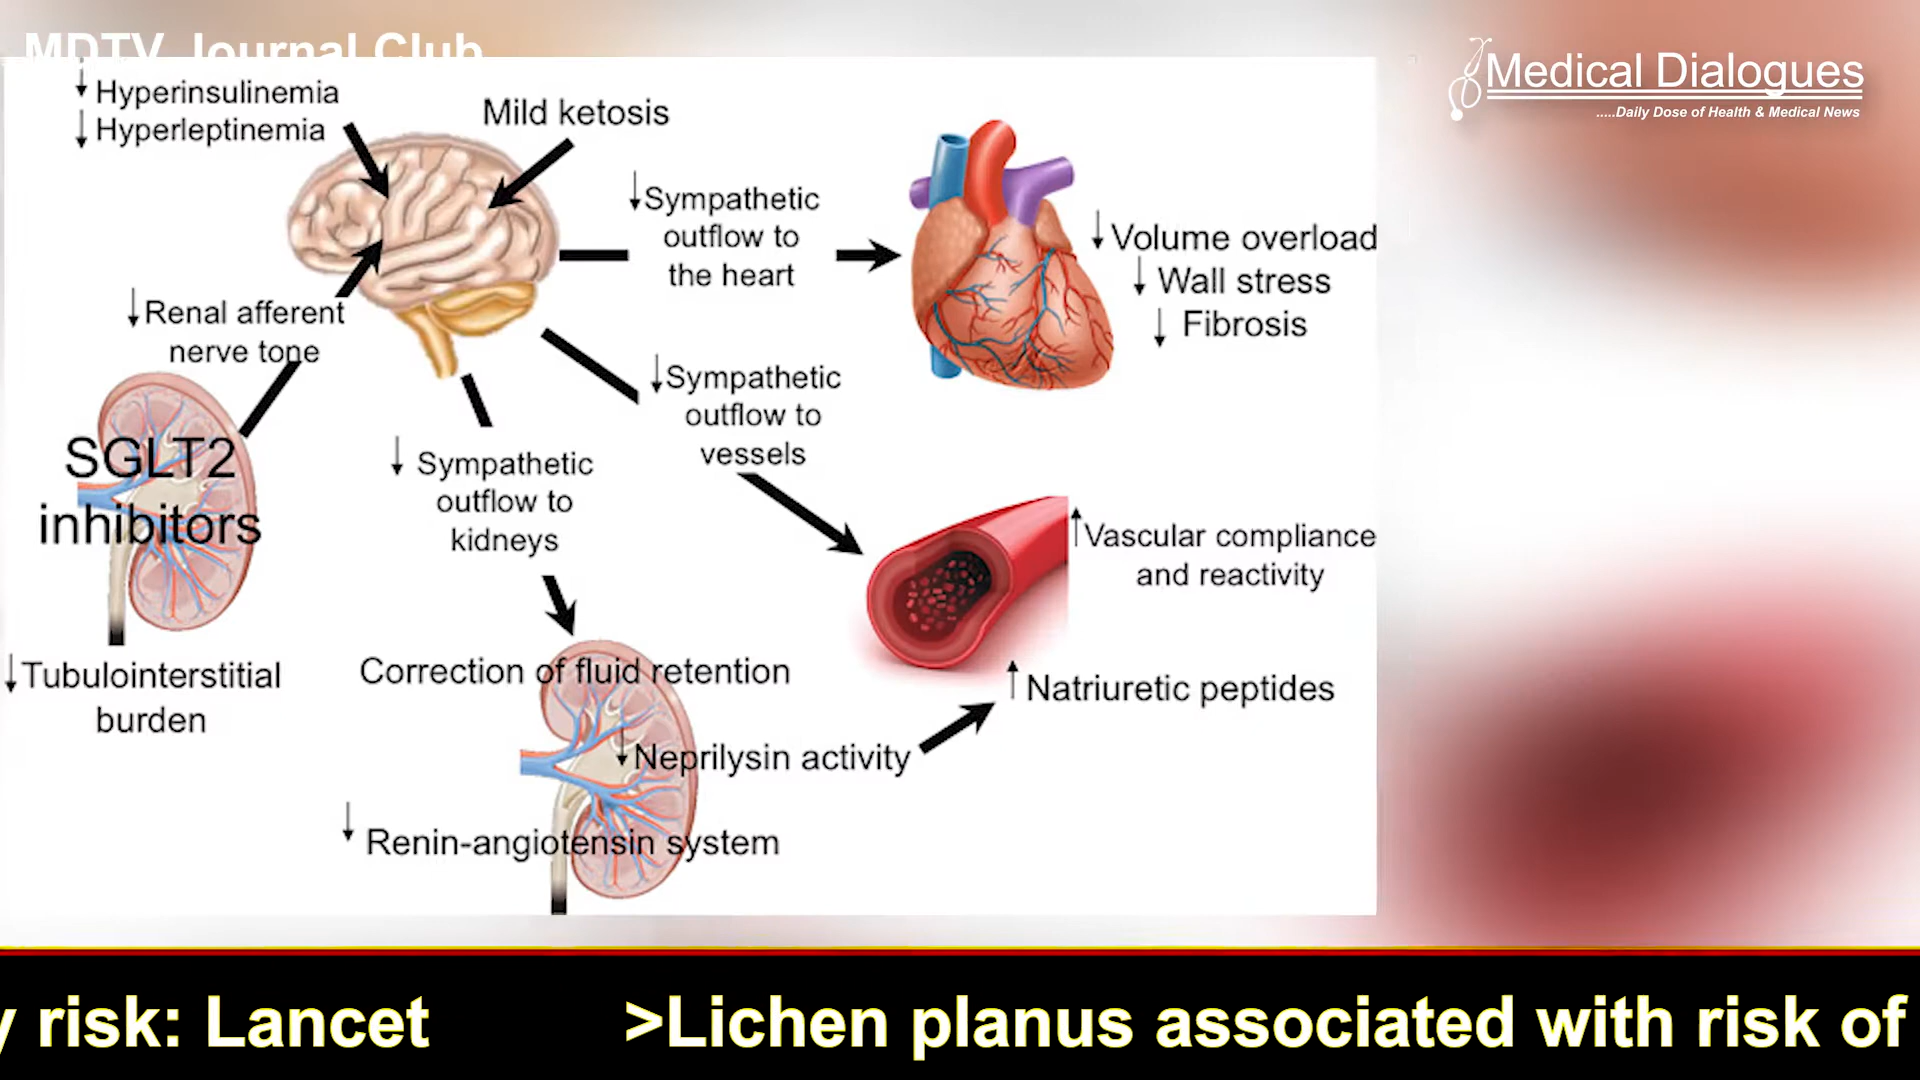 MDTV Journal Club
Medical Dialogues
.....Daily Dose of Health & Medical News
↓ Hyperinsulinemia
↓ Hyperleptinemia
Mild ketosis
↓ Sympathetic
outflow to
the heart
↓ Volume overload
↓ Wall stress
↓ Fibrosis
↓ Renal afferent
nerve tone
↓ Sympathetic
outflow to
vessels
SGLT2
inhibitors
↓ Sympathetic
outflow to
kidneys
↑ Vascular compliance
and reactivity
↓ Tubulointerstitial
burden
Correction of fluid retention
↑ Natriuretic peptides
↓ Neprilysin activity
↓ Renin-angiotensin system
risk: Lancet
>Lichen planus associated with risk of